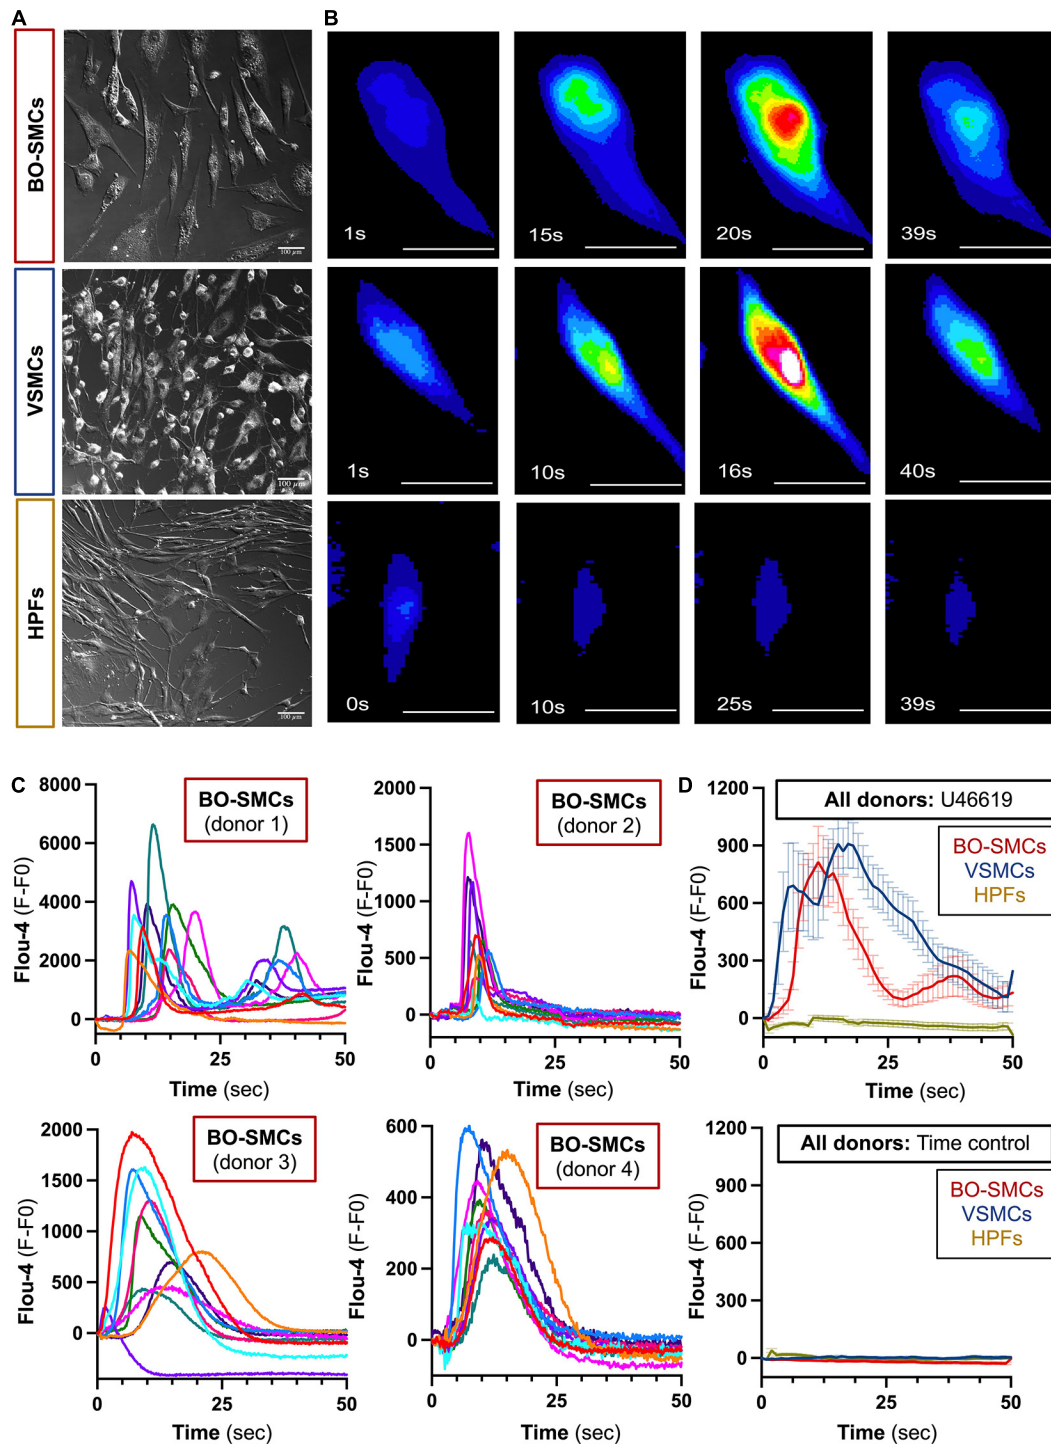 A
B
BO-SMCs
100 µm
1s
15s
20s
39s
VSMCs
100 µm
1s
10s
16s
40s
HPFs
100 µm
0s
10s
25s
39s
C
8000
6000
4000
2000
0
Flou-4 (F-F0)
BO-SMCs
(donor 1)
0
25
50
Time (sec)
2000
1500
1000
500
0
Flou-4 (F-F0)
BO-SMCs
(donor 2)
0
25
50
Time (sec)
D
1200
900
600
300
0
Flou-4 (F-F0)
All donors: U46619
BO-SMCs
VSMCs
HPFs
0
25
50
Time (sec)
2000
1500
1000
500
0
Flou-4 (F-F0)
BO-SMCs
(donor 3)
0
25
50
Time (sec)
600
400
200
0
Flou-4 (F-F0)
BO-SMCs
(donor 4)
0
25
50
Time (sec)
1200
900
600
300
0
Flou-4 (F-F0)
All donors: Time control
BO-SMCs
VSMCs
HPFs
0
25
50
Time (sec)